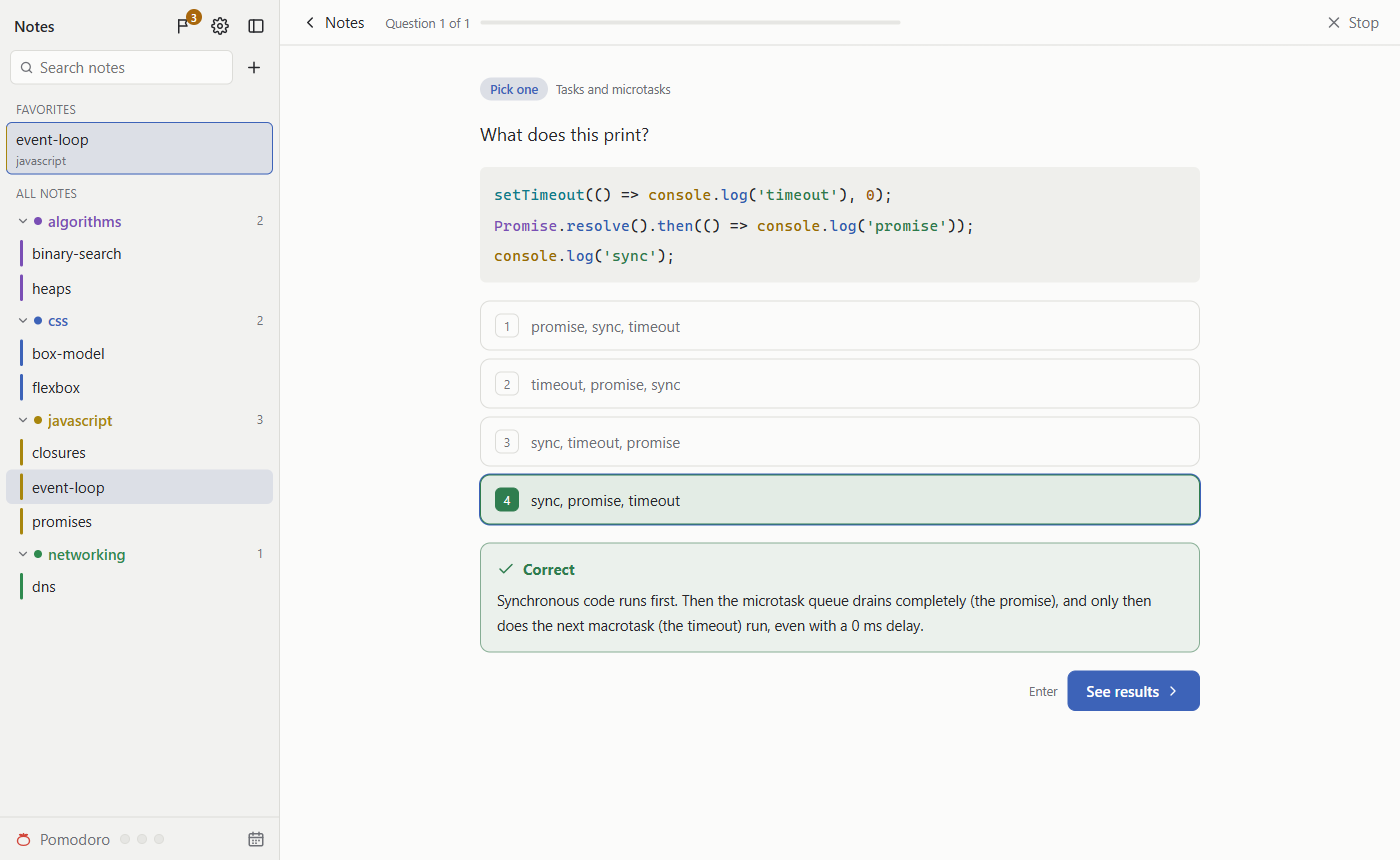 Notes
3
Search notes
FAVORITES
event-loop
javascript
ALL NOTES
algorithms 2
binary-search
heaps
css 2
box-model
flexbox
javascript 3
closures
event-loop
promises
networking 1
dns
Pomodoro
Notes Question 1 of 1
Stop
Pick one Tasks and microtasks
What does this print?
setTimeout(() => console.log('timeout'), 0);
Promise.resolve().then(() => console.log('promise'));
console.log('sync');
1 promise, sync, timeout
2 timeout, promise, sync
3 sync, timeout, promise
4 sync, promise, timeout
Correct
Synchronous code runs first. Then the microtask queue drains completely (the promise), and only then
does the next macrotask (the timeout) run, even with a 0 ms delay.
Enter See results